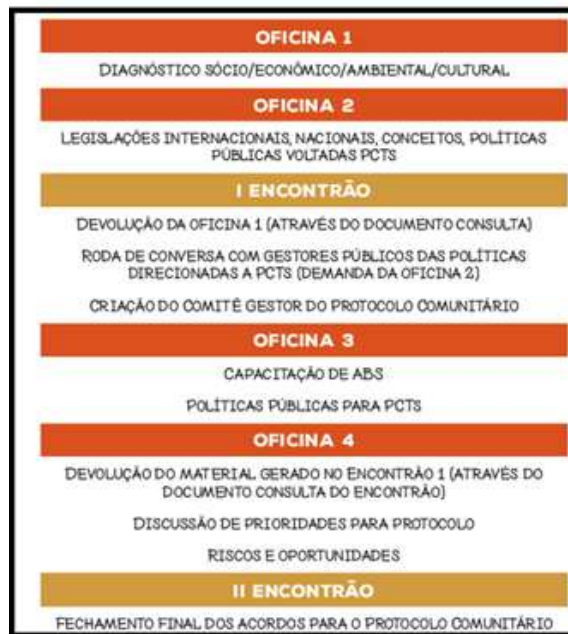 OFICINA 1
DIAGNÓSTICO SÓCIO/ECONÔMICO/AMBIENTAL/CULTURAL
OFICINA 2
LEGISLAÇÕES INTERNACIONAIS, NACIONAIS, CONCEITOS, POLÍTICAS
PÚBLICAS VOLTADAS PCTS
I ENCONTRÃO
DEVOLUÇÃO DA OFICINA 1 (ATRAVÉS DO DOCUMENTO CONSULTA)
RODA DE CONVERSA COM GESTORES PÚBLICOS DAS POLÍTICAS
DIRECIONADAS A PCTS (DEMANDA DA OFICINA 2)
CRIAÇÃO DO COMITÊ GESTOR DO PROTOCOLO COMUNITÁRIO
OFICINA 3
CAPACITAÇÃO DE ABS
POLÍTICAS PÚBLICAS PARA PCTS
OFICINA 4
DEVOLUÇÃO DO MATERIAL GERADO NO ENCONTRÃO 1 (ATRAVÉS DO
DOCUMENTO CONSULTA DO ENCONTRÃO)
DISCUSSÃO DE PRIORIDADES PARA PROTOCOLO
RISCOS E OPORTUNIDADES
II ENCONTRÃO
FECHAMENTO FINAL DOS ACORDOS PARA O PROTOCOLO COMUNITÁRIO